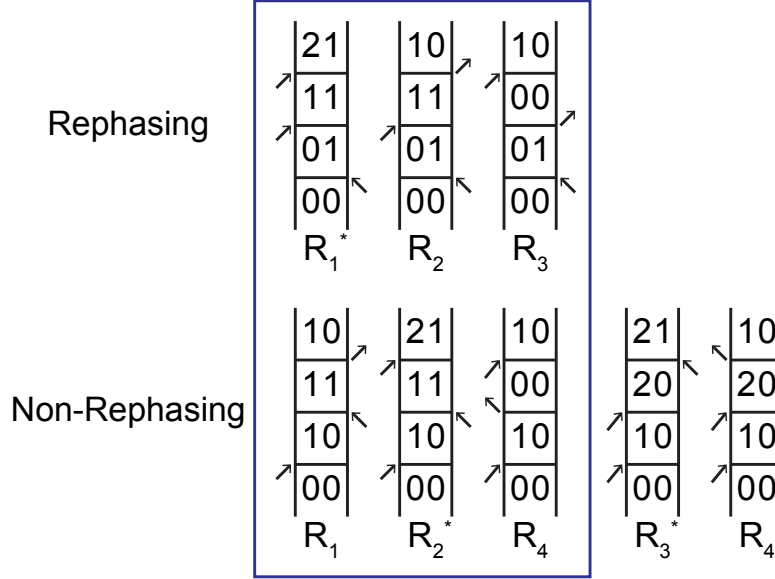 21 10 10
11 11 00
Rephasing
01 01 01
00 00 00
R1* R2 R3
10 21 10 21 10
11 11 00 20 20
Non-Rephasing
10 10 10 10 10
00 00 00 00 00
R1 R2* R4 R3* R4